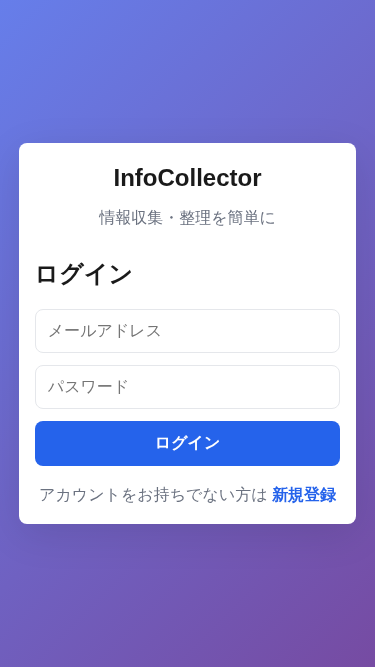 InfoCollector
情報収集・整理を簡単に
ログイン
メールアドレス
パスワード
ログイン
アカウントをお持ちでない方は 新規登録